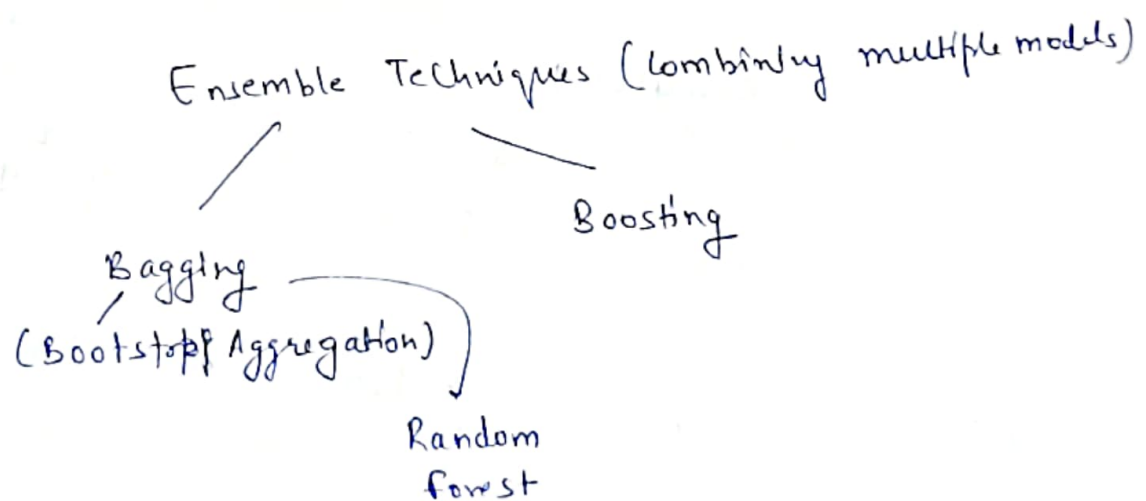 Ensemble Techniques (Combining multiple models)
Boosting
Bagging
(Bootstrap Aggregation)
Random
forest